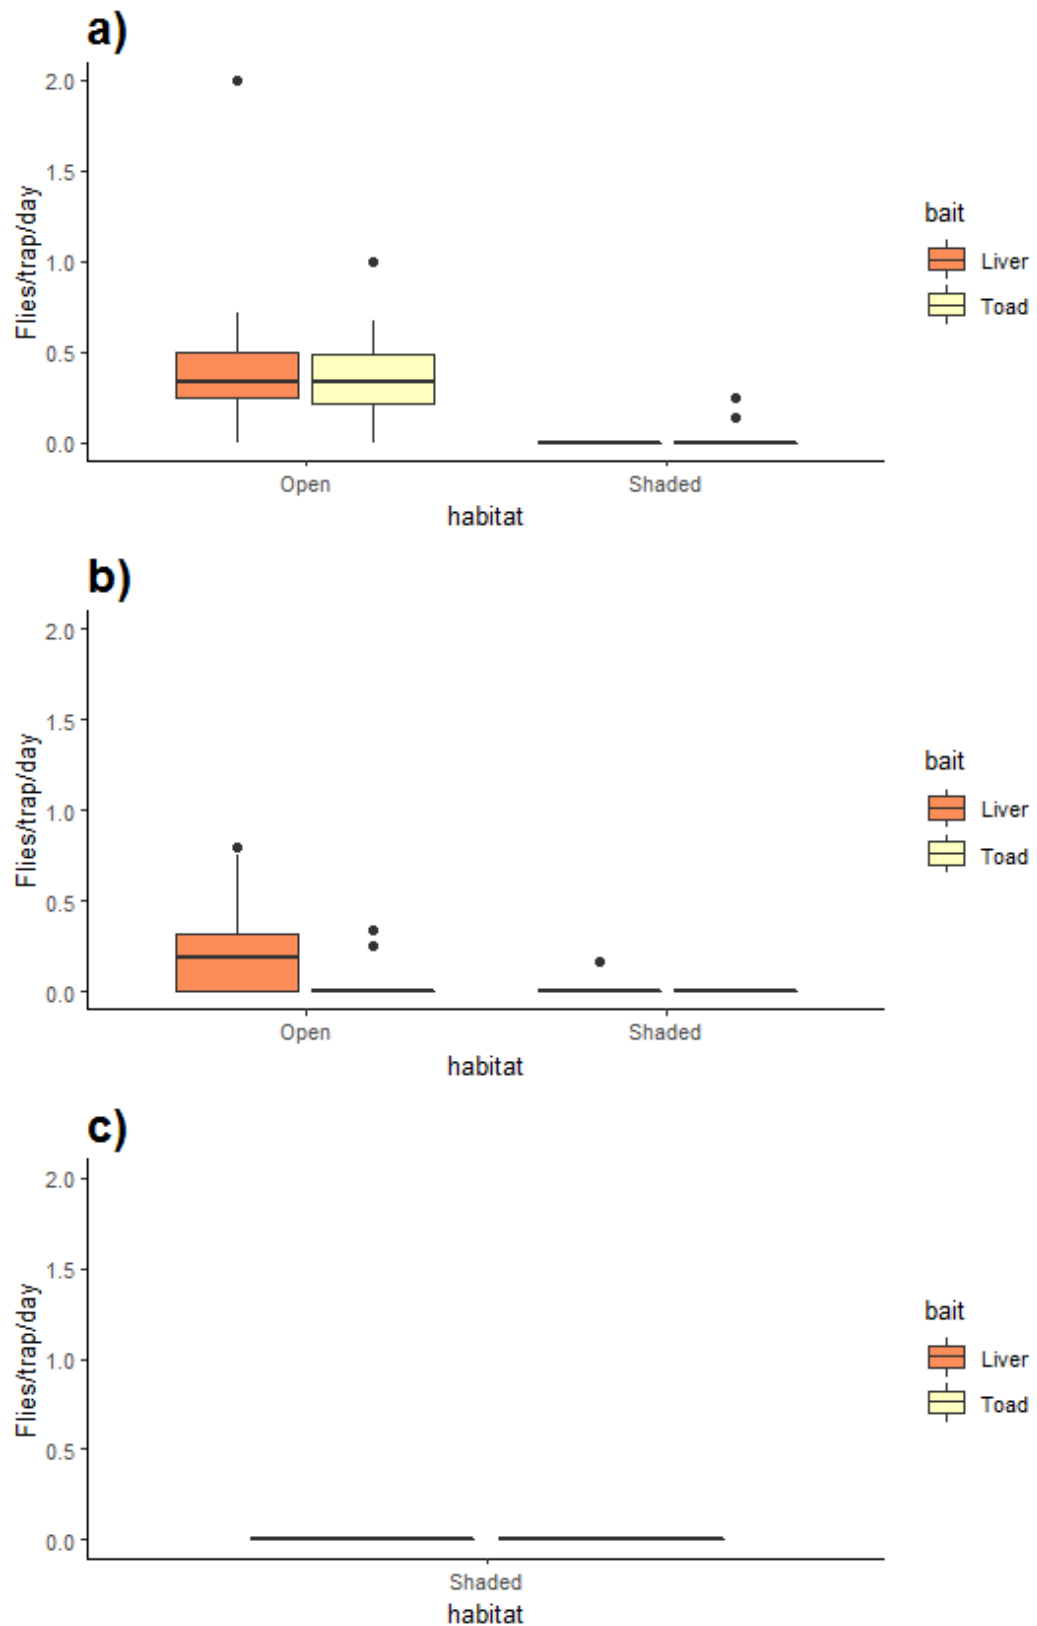 a)
2.0
1.5
1.0
0.5
0.0
Flies/trap/day
Open Shaded
habitat
bait
Liver
Toad
b)
2.0
1.5
1.0
0.5
0.0
Flies/trap/day
Open Shaded
habitat
bait
Liver
Toad
c)
2.0
1.5
1.0
0.5
0.0
Flies/trap/day
Shaded
habitat
bait
Liver
Toad